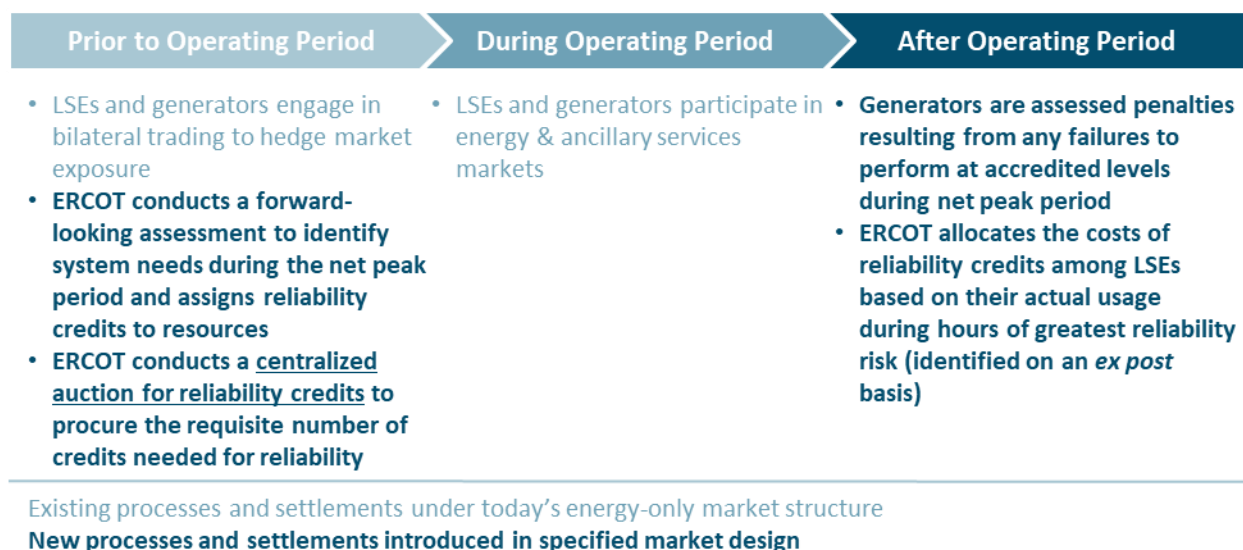 Prior to Operating Period
During Operating Period
After Operating Period
• LSEs and generators engage in
bilateral trading to hedge market
exposure
• ERCOT conducts a forward-
looking assessment to identify
system needs during the net peak
period and assigns reliability
credits to resources
• ERCOT conducts a centralized
auction for reliability credits to
procure the requisite number of
credits needed for reliability
• LSEs and generators participate in
energy & ancillary services
markets
• Generators are assessed penalties
resulting from any failures to
perform at accredited levels
during net peak period
• ERCOT allocates the costs of
reliability credits among LSEs
based on their actual usage
during hours of greatest reliability
risk (identified on an ex post
basis)
Existing processes and settlements under today's energy-only market structure
New processes and settlements introduced in specified market design